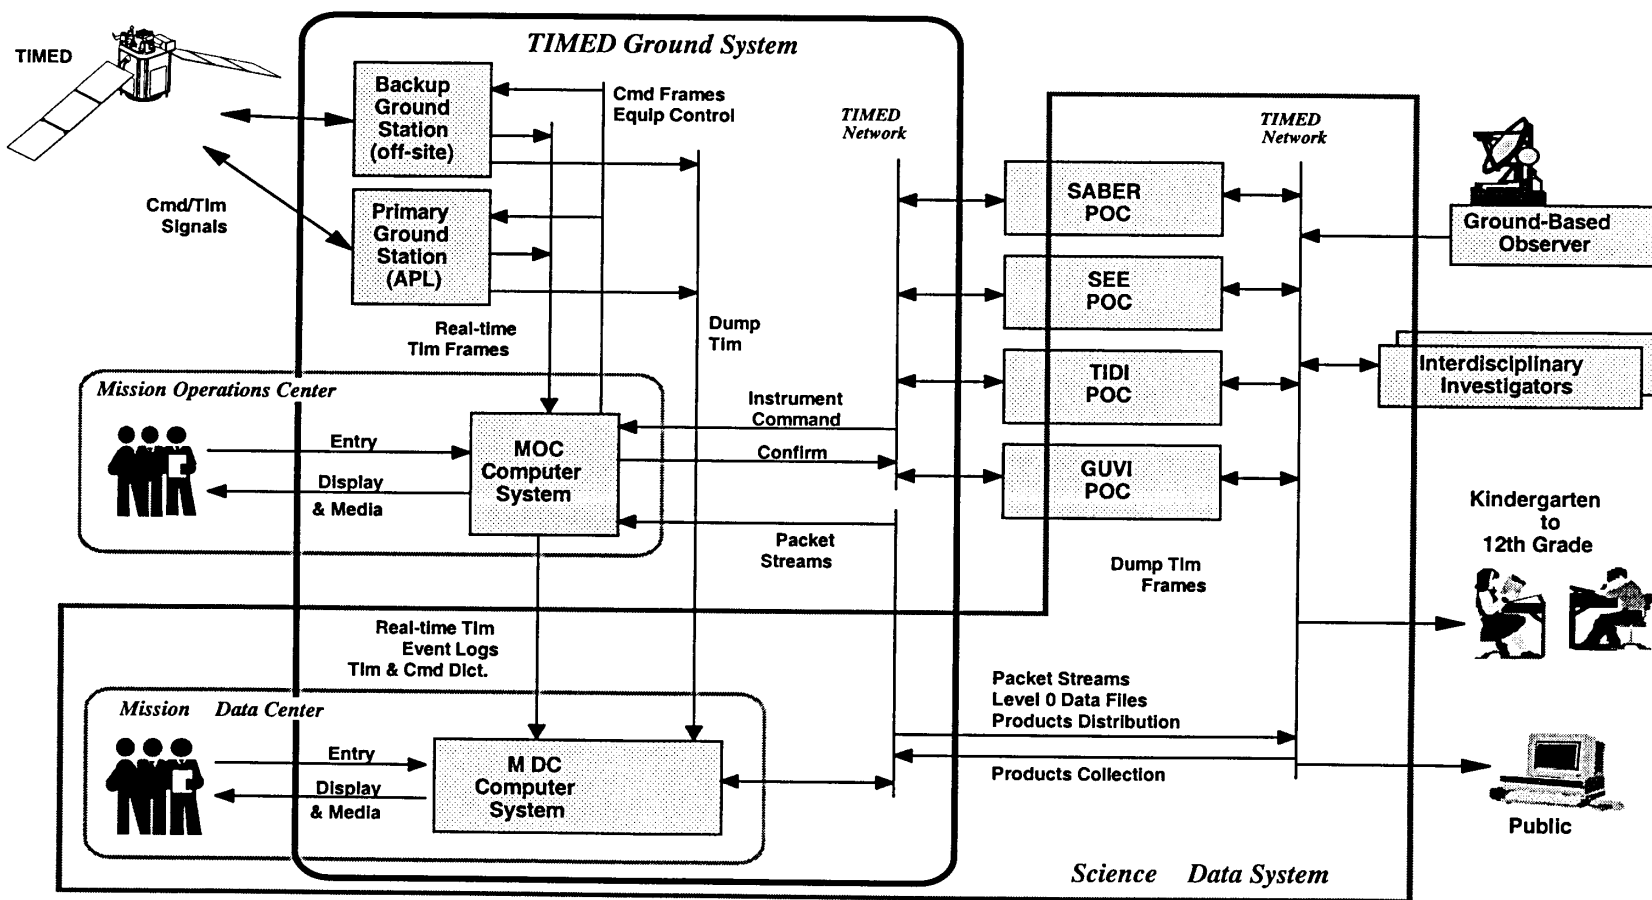 TIMED Ground System
TIMED
Backup
Ground
Station
(off-site)
Cmd Frames
Equip Control
TIMED
Network
TIMED
Network
Cmd/Tlm
Signals
Primary
Ground
Station
(APL)
SABER
POC
Ground-Based
Observer
SEE
POC
Real-time
Tlm Frames
Dump
Tlm
TIDI
POC
Interdisciplinary
Investigators
Mission Operations Center
Instrument
Command
Entry
MOC
Computer
System
Confirm
Display
& Media
GUVI
POC
Packet
Streams
Kindergarten
to
12th Grade
Dump Tlm
Frames
Real-time Tlm
Event Logs
Tlm & Cmd Dict.
Packet Streams
Level 0 Data Files
Products Distribution
Mission Data Center
Entry
M DC
Computer
System
Display
& Media
Products Collection
Public
Science Data System